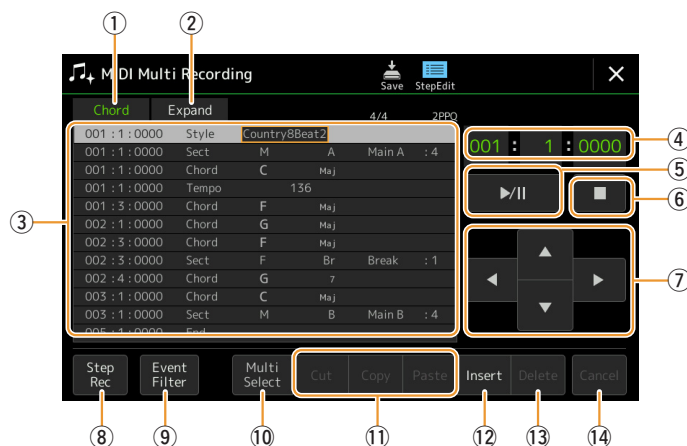 ① ②
MIDI Multi Recording Save StepEdit
Chord Expand 4/4 2PPQ
001 : 1 : 0000 Style Country8Beat2
001 : 1 : 0000 Sect M A Main A : 4
001 : 1 : 0000 Chord C Maj
001 : 1 : 0000 Tempo 136
001 : 3 : 0000 Chord F Maj
002 : 1 : 0000 Chord G Maj
002 : 3 : 0000 Chord F Maj
002 : 3 : 0000 Sect F Br Break : 1
002 : 4 : 0000 Chord G 7
003 : 1 : 0000 Chord C Maj
003 : 1 : 0000 Sect M B Main B : 4
005 : 1 : 0000 End
③
001 : 1 : 0000 ④
⑤
⑥
⑦
Step Rec
Event Filter
Multi Select
Cut Copy Paste Insert Delete Cancel
⑧ ⑨ ⑩ ⑪ ⑫ ⑬ ⑭